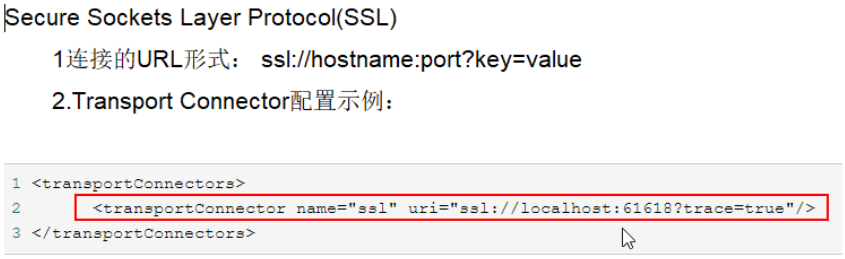 Secure Sockets Layer Protocol(SSL)
1连接的URL形式： ssl://hostname:port?key=value
2.Transport Connector配置示例：
1 <transportConnectors>
2 <transportConnector name="ssl" uri="ssl://localhost:61618?trace=true"/>
3 </transportConnectors>